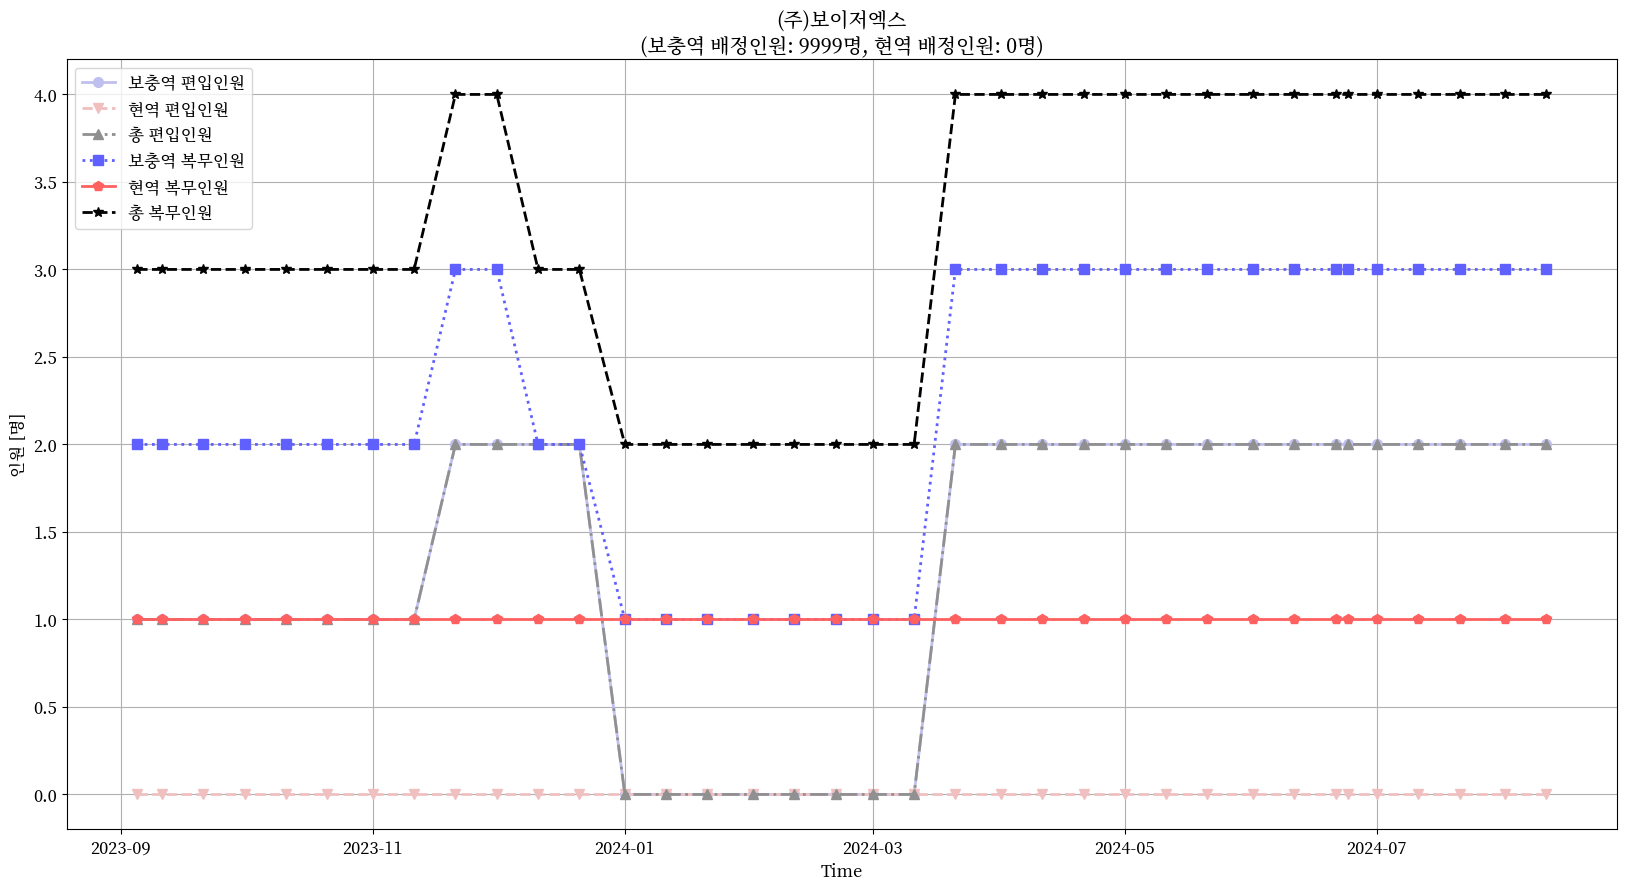 (주)보이저엑스
(보충역 배정인원: 9999명, 현역 배정인원: 0명)
보충역 편입인원
현역 편입인원
총 편입인원
보충역 복무인원
현역 복무인원
총 복무인원
4.0
3.5
3.0
2.5
2.0
1.5
1.0
0.5
0.0
인원 [명]
2023-09
2023-11
2024-01
2024-03
2024-05
2024-07
Time